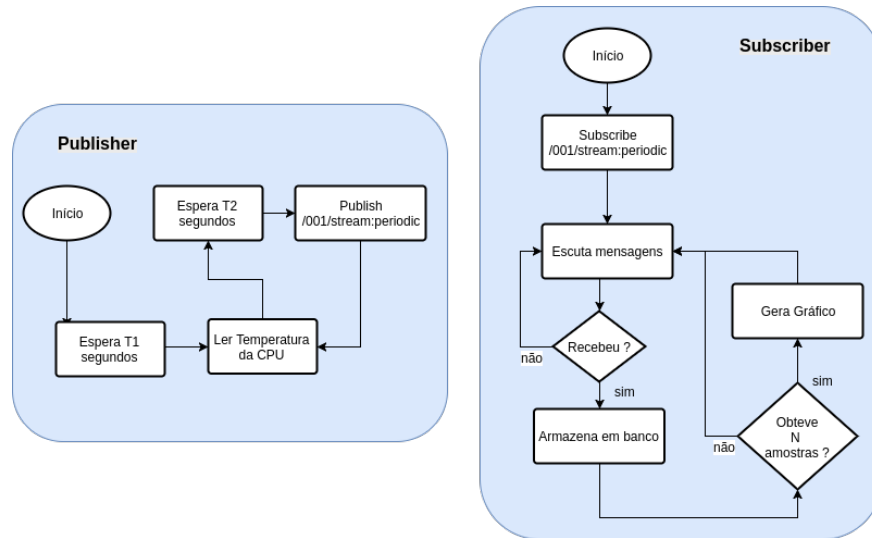 Publisher
Início
Espera T2
segundos
Publish
/001/stream:periodic
Espera T1
segundos
Ler Temperatura
da CPU
Subscriber
Início
Subscribe
/001/stream:periodic
Escuta mensagens
Recebeu ?
não
sim
Armazena em banco
Gera Gráfico
sim
Obteve
N
amostras ?
não